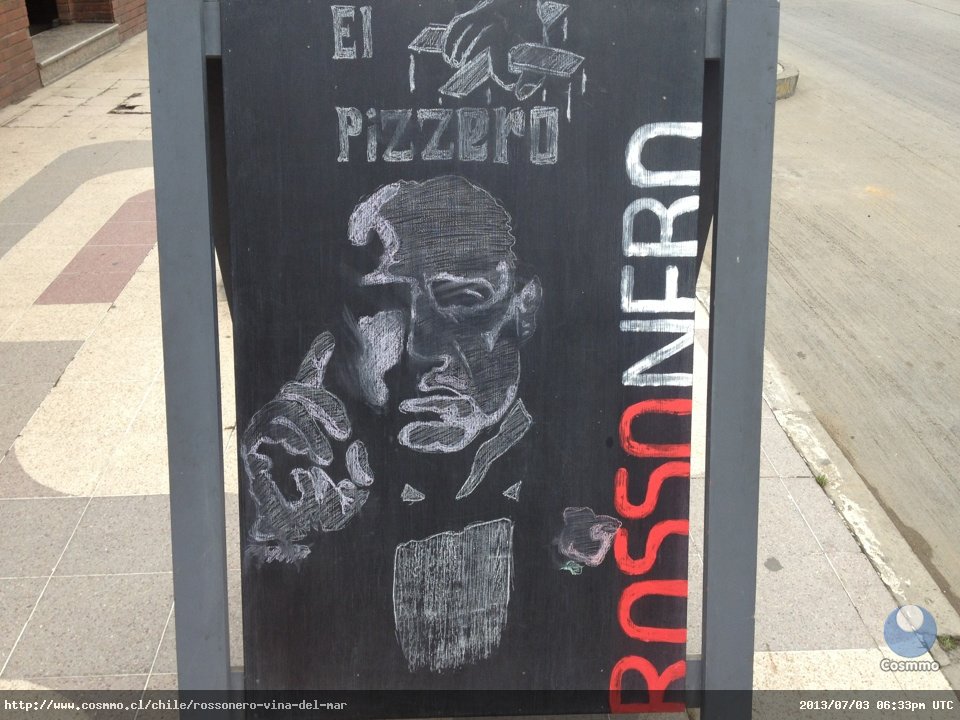 El
Pizzero
ROSSONERO
Cosmmo
http://www.cosmmo.cl/chile/rossonero-vina-del-mar
2013/07/03 06:33pm UTC